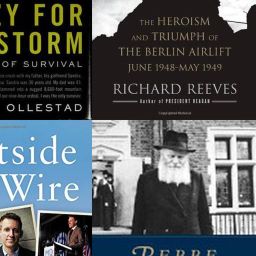 Y FOR
STORM
OF SURVIVAL
OLLESTAD
THE HEROISM
AND TRIUMPH OF
THE BERLIN AIRLIFT
JUNE 1948-MAY 1949
RICHARD REEVES
Author of PRESIDENT REAGAN
tside
Wire
REBBE